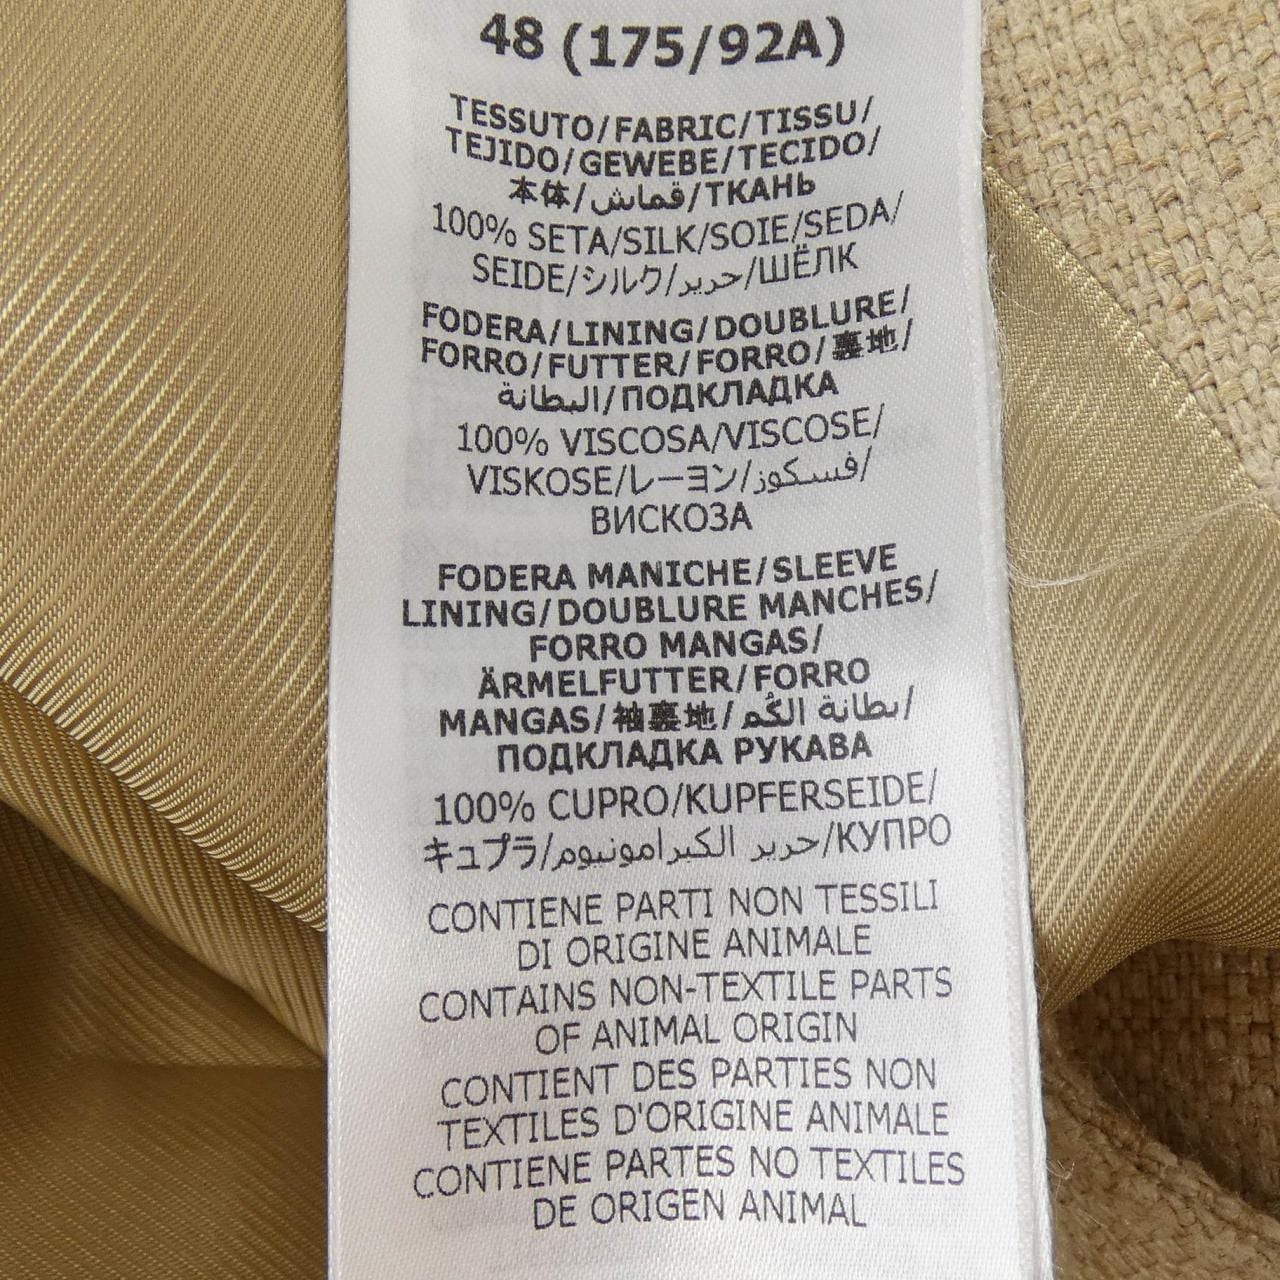 48 (175/92A)
TESSUTO/FABRIC/TISSU/
TEJIDO/GEWEBE/TECIDO/
本体/قماش/ТКАНЬ
100% SETA/SILK/SOIE/SEDA/
SEIDE/シルク/حرير/ШЁЛК
FODERA/LINING/DOUBLURE/
FORRO/FUTTER/FORRO/裏地/
البطانة/ПОДКЛАДКА
100% VISCOSA/VISCOSE/
VISKOSE/レーヨン/فسكوز/
ВИСКОЗА
FODERA MANICHE/SLEEVE
LINING/DOUBLURE MANCHES/
FORRO MANGAS/
ÄRMELFUTTER/FORRO
MANGAS/袖裏地/بطانة الكُم/
ПОДКЛАДКА РУКАВА
100% CUPRO/KUPFERSEIDE/
キュプラ/حرير الكبرامونيوم/КУПРО
CONTIENE PARTI NON TESSILI
DI ORIGINE ANIMALE
CONTAINS NON-TEXTILE PARTS
OF ANIMAL ORIGIN
CONTIENT DES PARTIES NON
TEXTILES D'ORIGINE ANIMALE
CONTIENE PARTES NO TEXTILES
DE ORIGEN ANIMAL